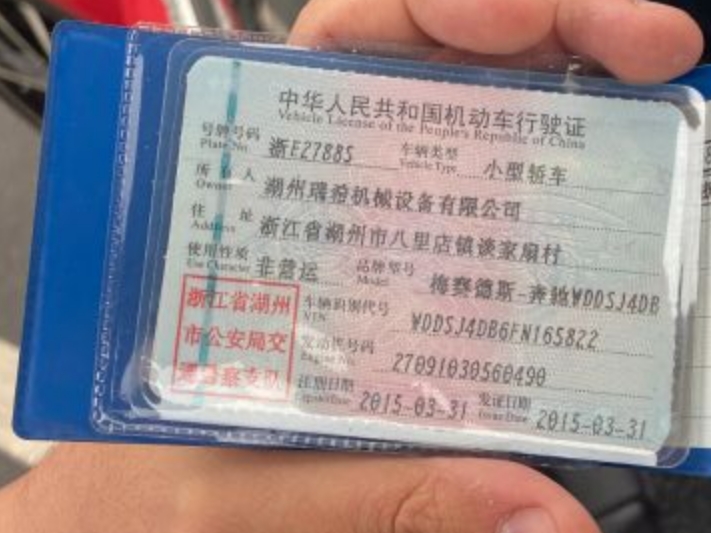 中华人民共和国机动车行驶证
Vehicle License of the People's Republic of China
号牌号码 浙E27885 车辆类型 小型轿车
Plate No. Vehicle Type
所有人 湖州瑞希机械设备有限公司
Owner
住址 浙江省湖州市八里店镇谈家扇村
Address
使用性质 非营运 品牌型号 梅赛德斯-奔驰WDDSJ4DB
Use Character Model
车辆识别代号 WDDSJ4DB6FN165822
VIN
发动机号码 27091030560490
Engine No.
注册日期 2015-03-31 发证日期 2015-03-31
Register Date Issue Date
浙江省湖州
市公安局交
通警察支队